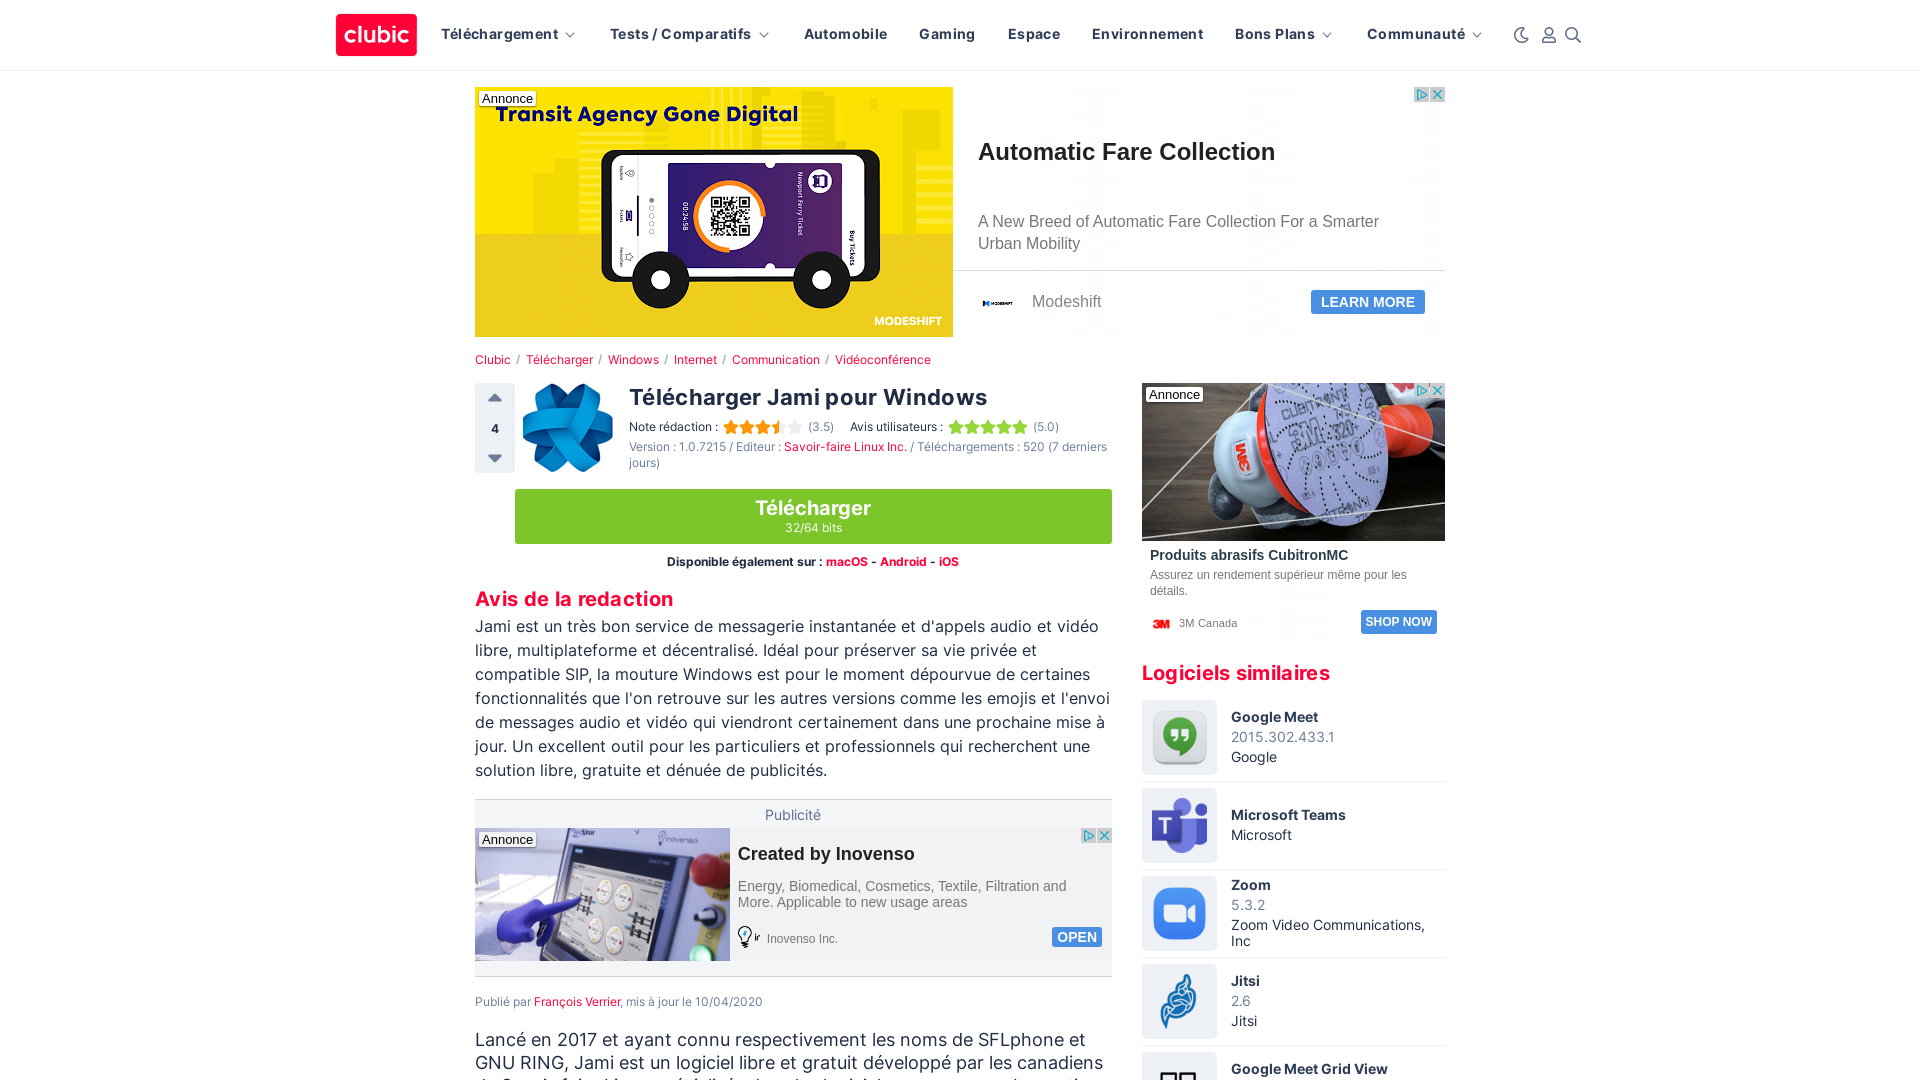 clubic
Téléchargement
Tests / Comparatifs
Automobile
Gaming
Espace
Environnement
Bons Plans
Communauté
Annonce
Transit Agency Gone Digital
Newport Ferry Ticket
00:24:58
Buy Tickets
MODESHIFT
Automatic Fare Collection
A New Breed of Automatic Fare Collection For a Smarter
Urban Mobility
MODESHIFT
Modeshift
LEARN MORE
Clubic / Télécharger / Windows / Internet / Communication / Vidéoconférence
4
Télécharger Jami pour Windows
Note rédaction : (3.5) Avis utilisateurs : (5.0)
Version : 1.0.7215 / Editeur : Savoir-faire Linux Inc. / Téléchargements : 520 (7 derniers
jours)
Télécharger
32/64 bits
Disponible également sur : macOS - Android - iOS
Avis de la redaction
Jami est un très bon service de messagerie instantanée et d'appels audio et vidéo
libre, multiplateforme et décentralisé. Idéal pour préserver sa vie privée et
compatible SIP, la mouture Windows est pour le moment dépourvue de certaines
fonctionnalités que l'on retrouve sur les autres versions comme les emojis et l'envoi
de messages audio et vidéo qui viendront certainement dans une prochaine mise à
jour. Un excellent outil pour les particuliers et professionnels qui recherchent une
solution libre, gratuite et dénuée de publicités.
Publicité
Annonce
inovenso
Created by Inovenso
Energy, Biomedical, Cosmetics, Textile, Filtration and
More. Applicable to new usage areas
Inovenso Inc.
OPEN
Publié par François Verrier, mis à jour le 10/04/2020
Lancé en 2017 et ayant connu respectivement les noms de SFLphone et
GNU RING, Jami est un logiciel libre et gratuit développé par les canadiens
Annonce
3M
Produits abrasifs CubitronMC
Assurez un rendement supérieur même pour les
détails.
3M
3M Canada
SHOP NOW
Logiciels similaires
Google Meet
2015.302.433.1
Google
T
Microsoft Teams
Microsoft
Zoom
5.3.2
Zoom Video Communications,
Inc
Jitsi
2.6
Jitsi
Google Meet Grid View